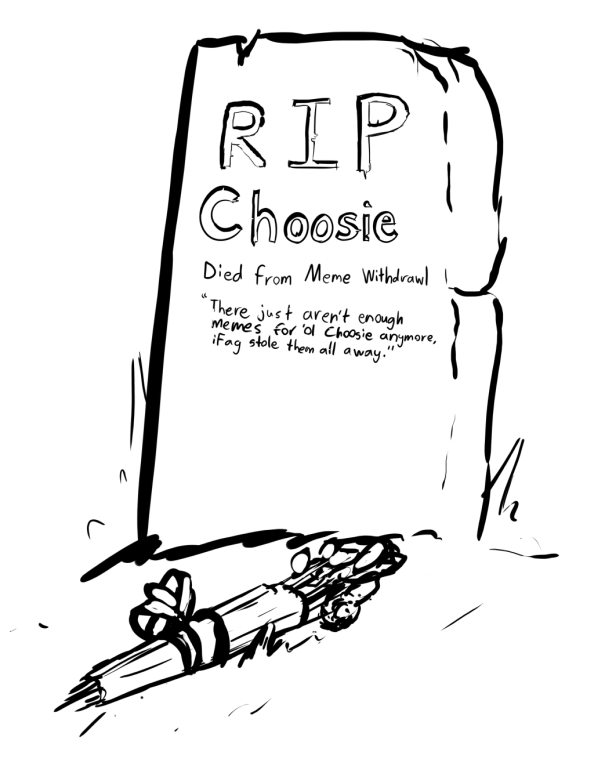 RIP
Choosie
Died from Meme Withdrawl
"There just aren't enough
memes for 'ol Choosie anymore,
iFag stole them all away."